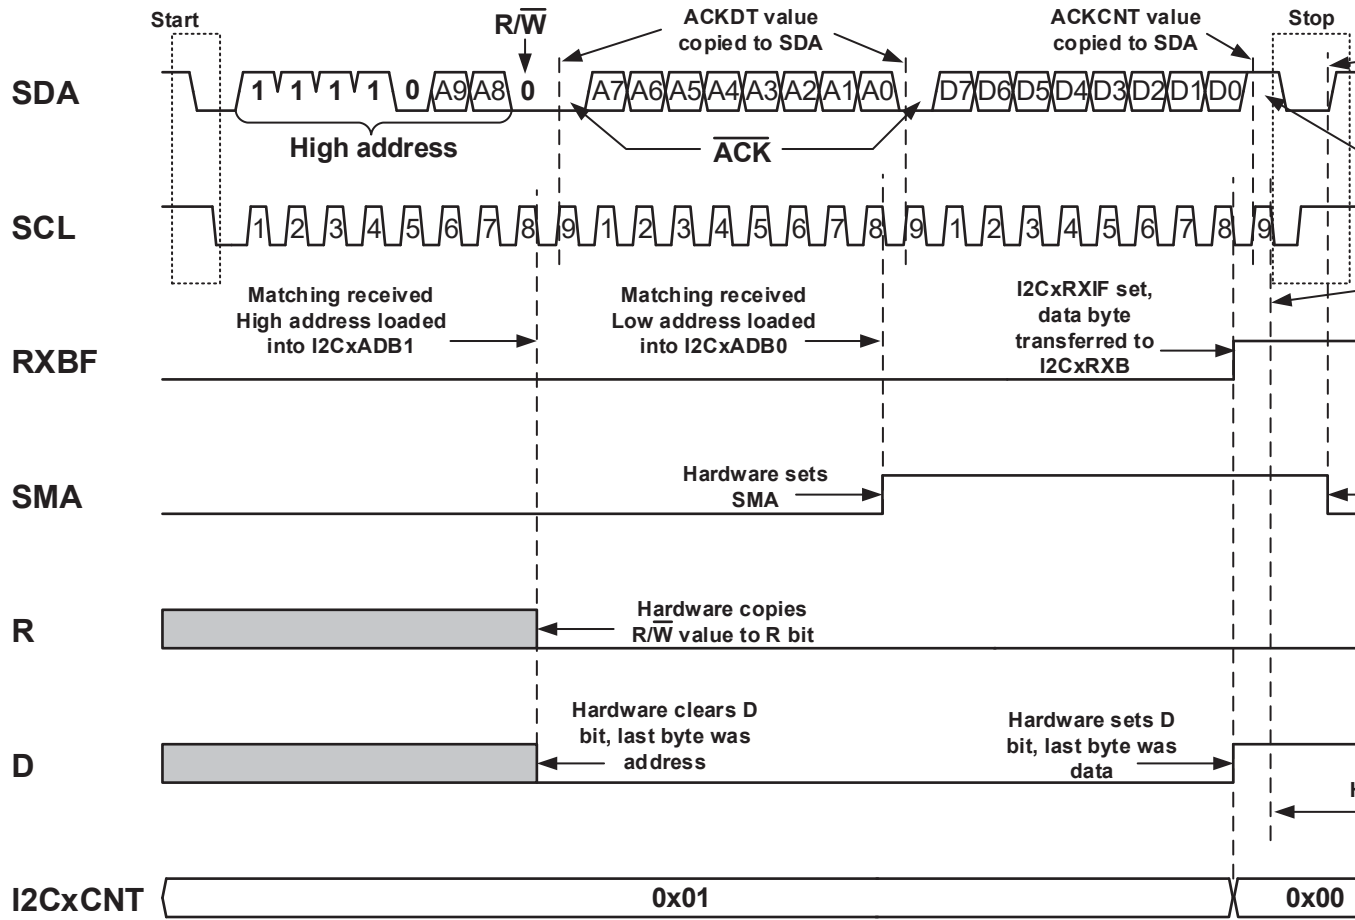 Start
R/W
ACKDT value
copied to SDA
ACKCNT value
copied to SDA
Stop
SDA
1 1 1 1 0 A9 A8 0 A7 A6 A5 A4 A3 A2 A1 A0 D7 D6 D5 D4 D3 D2 D1 D0
High address
ACK
SCL
1 2 3 4 5 6 7 8 9 1 2 3 4 5 6 7 8 9 1 2 3 4 5 6 7 8 9
Matching received
High address loaded
into I2CxADB1
Matching received
Low address loaded
into I2CxADB0
I2CxRXIF set,
data byte
transferred to
I2CxRXB
RXBF
Hardware sets
SMA
SMA
Hardware copies
R/W value to R bit
R
Hardware clears D
bit, last byte was
address
Hardware sets D
bit, last byte was
data
D
I2CxCNT
0x01
0x00